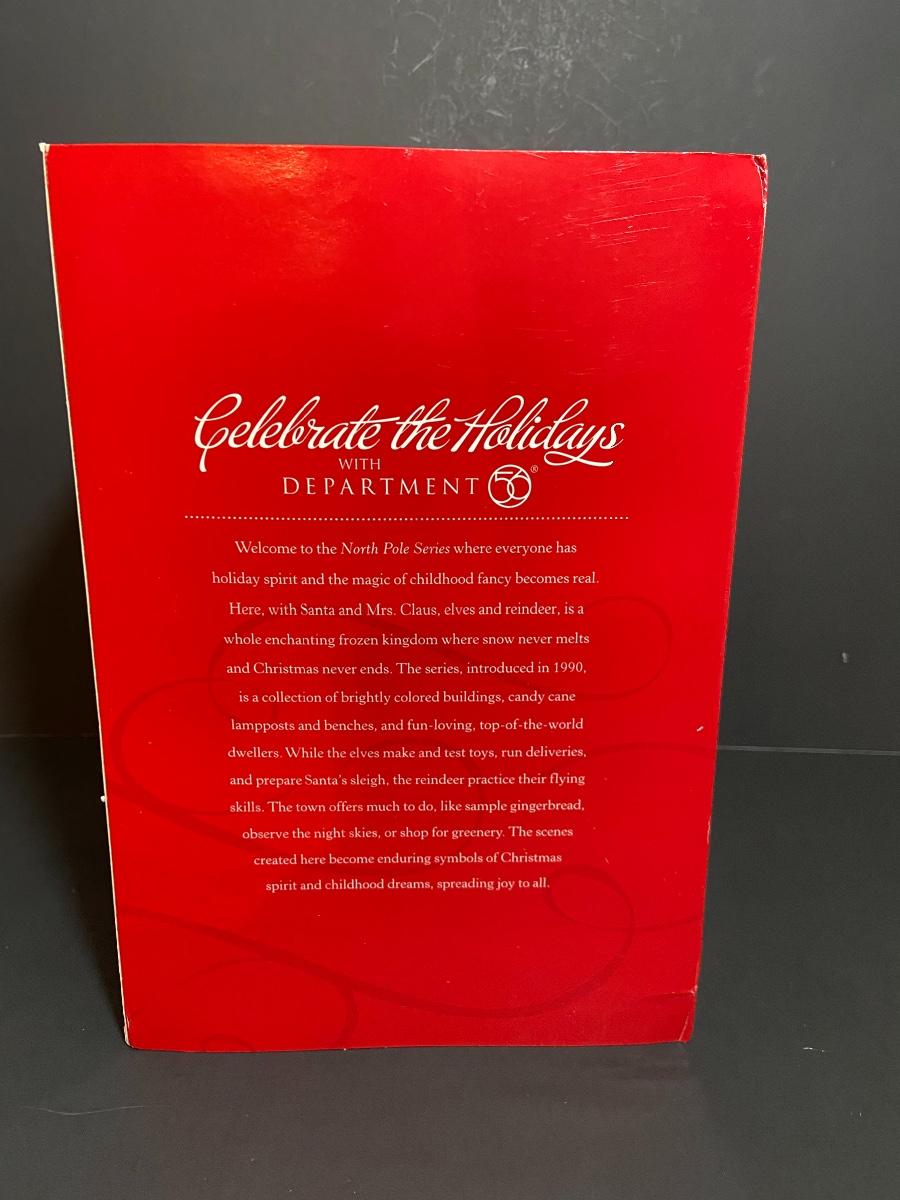 Celebrate the Holidays
WITH
DEPARTMENT 56®
Welcome to the North Pole Series where everyone has
holiday spirit and the magic of childhood fancy becomes real.
Here, with Santa and Mrs. Claus, elves and reindeer, is a
whole enchanting frozen kingdom where snow never melts
and Christmas never ends. The series, introduced in 1990,
is a collection of brightly colored buildings, candy cane
lampposts and benches, and fun-loving, top-of-the-world
dwellers. While the elves make and test toys, run deliveries,
and prepare Santa's sleigh, the reindeer practice their flying
skills. The town offers much to do, like sample gingerbread,
observe the night skies, or shop for greenery. The scenes
created here become enduring symbols of Christmas
spirit and childhood dreams, spreading joy to all.